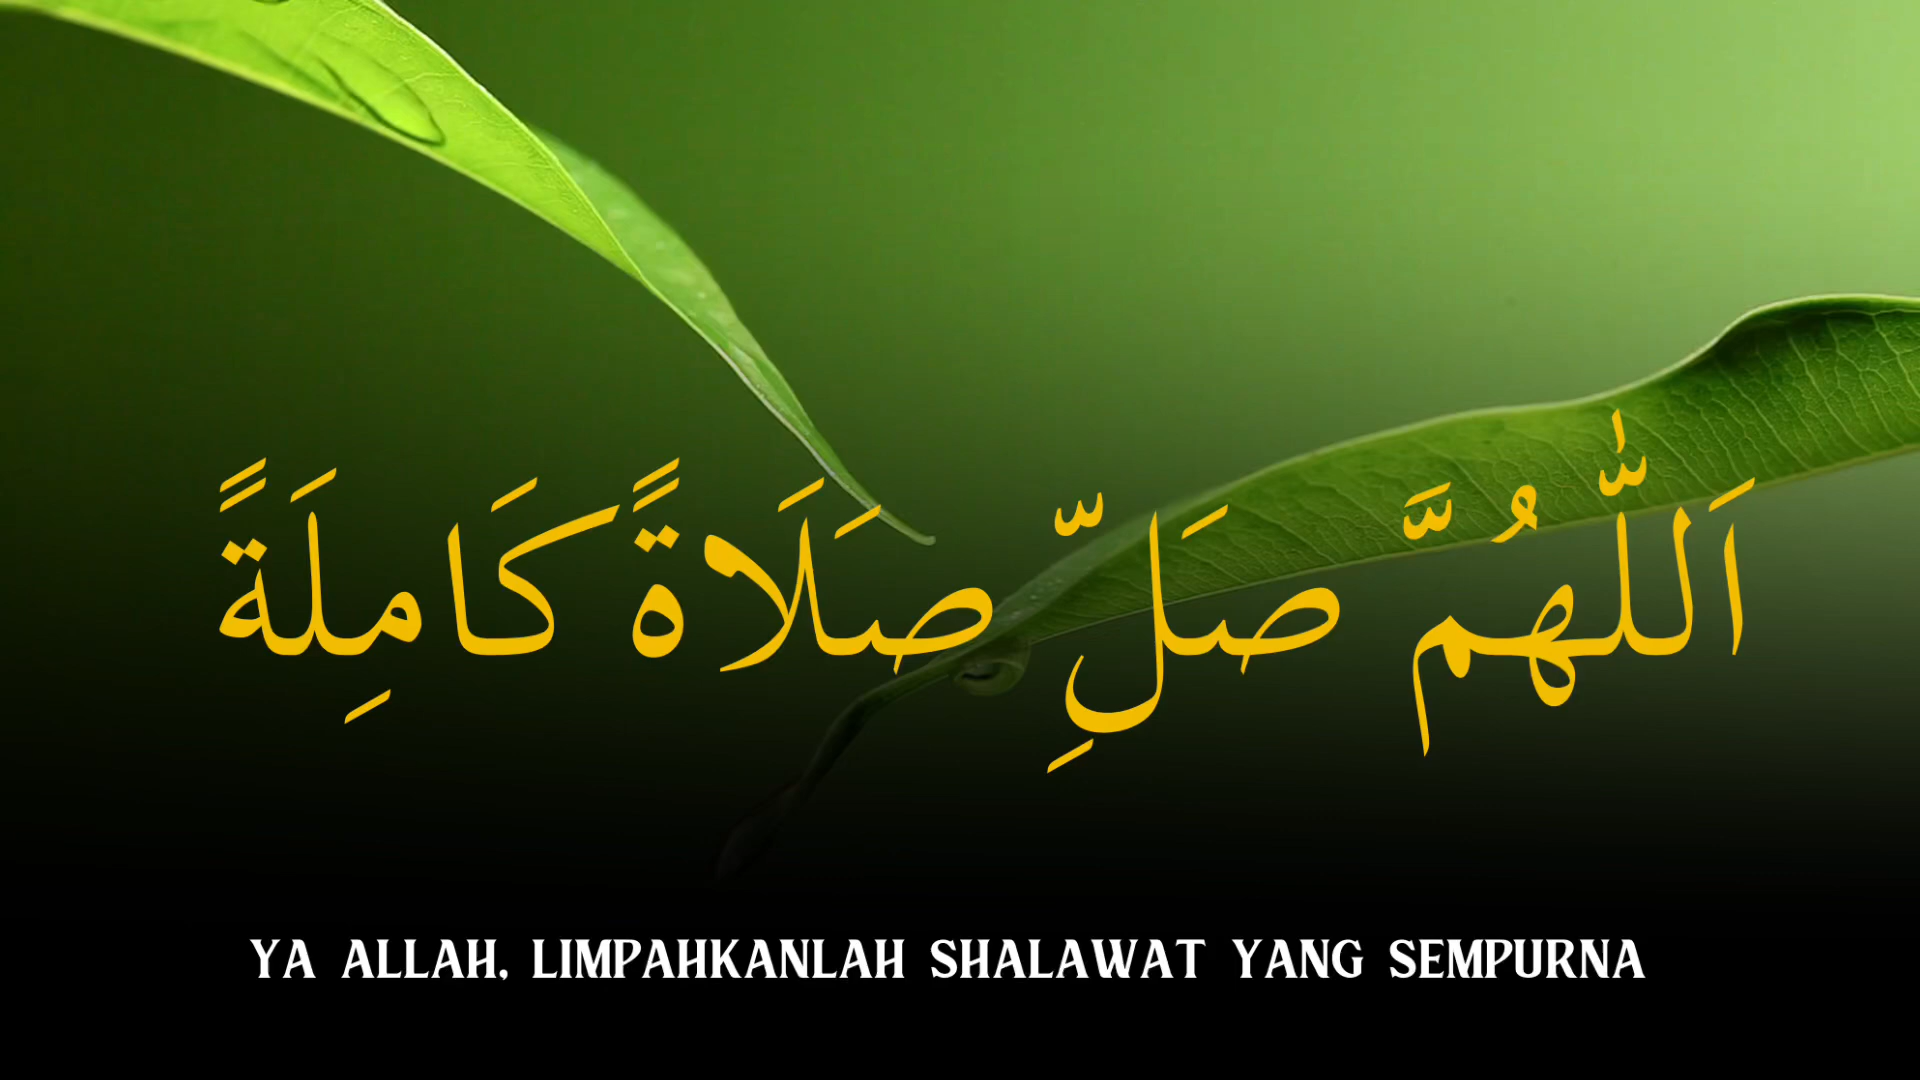 اَللّٰهُمَّ صَلِّ صَلَاةً كَامِلَةً
YA ALLAH, LIMPAHKANLAH SHALAWAT YANG SEMPURNA